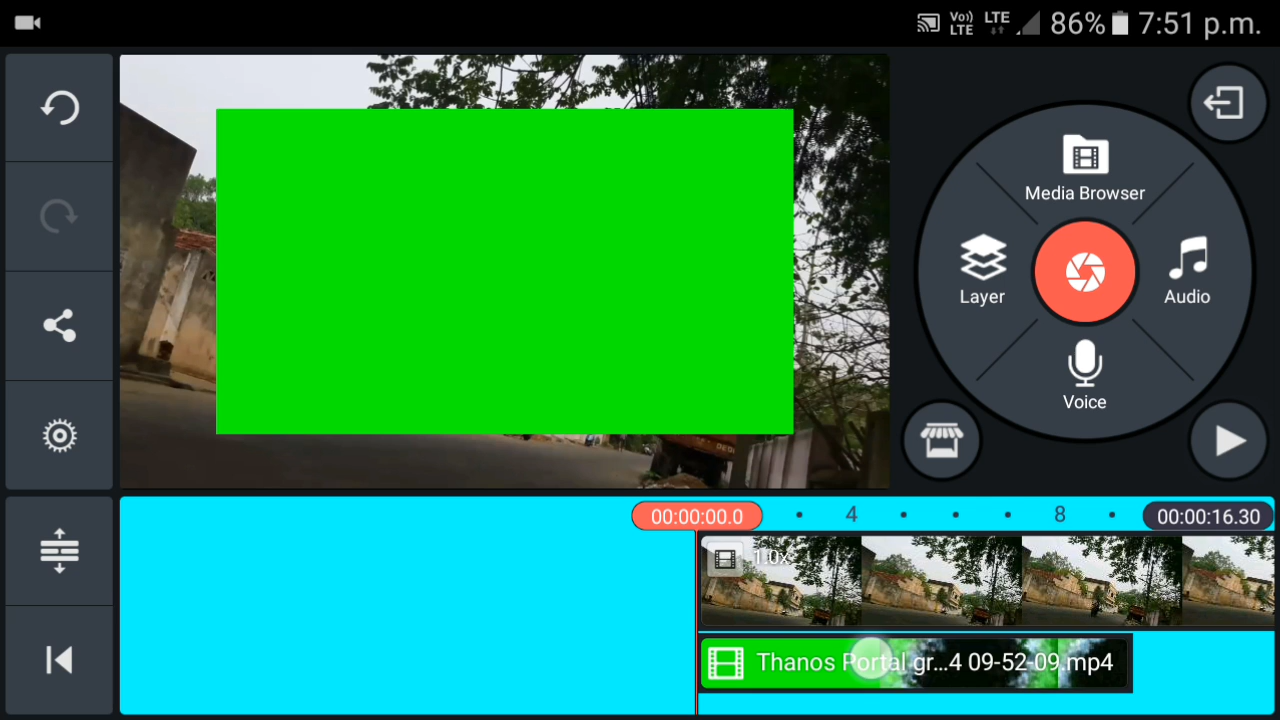 Vo)) LTE LTE 86% 7:51 p.m.
Media Browser
Layer
Audio
Voice
00:00:00.0 4 8 00:00:16.30
1.0x
Thanos Portal gr...4 09-52-09.mp4